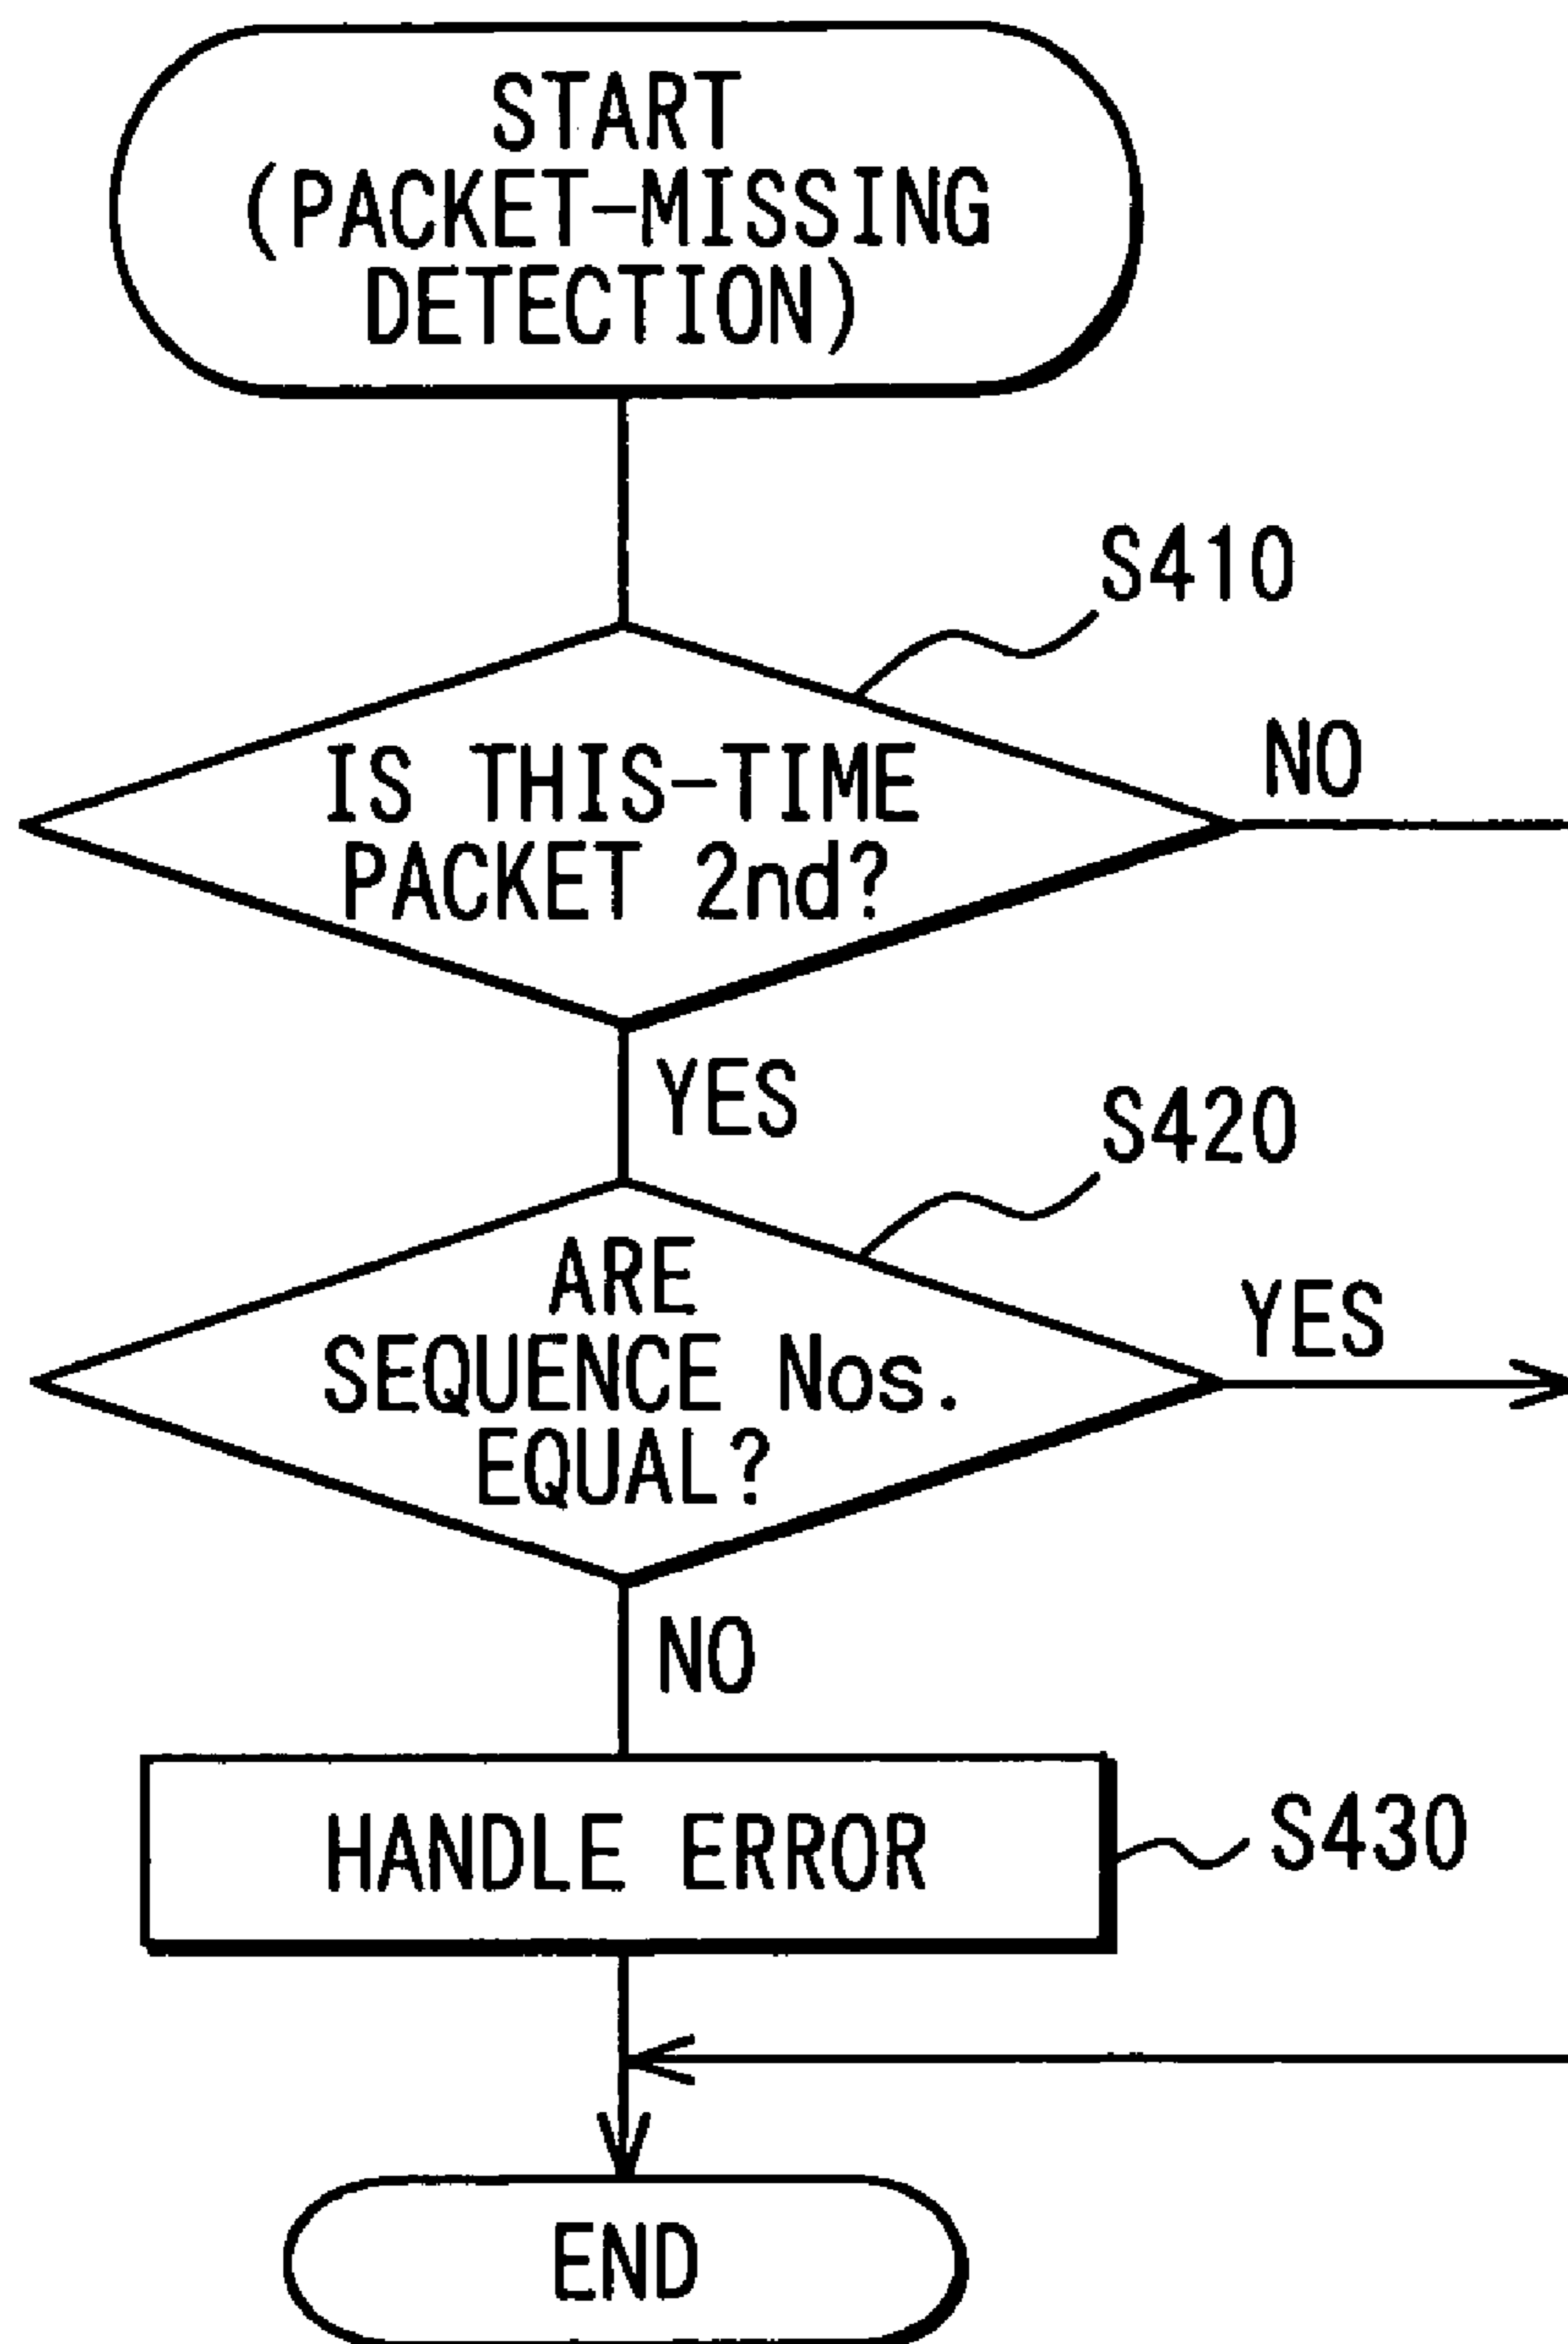 START
(PACKET-MISSING
DETECTION)
S410
IS THIS-TIME
PACKET 2nd?
NO
YES
S420
ARE
SEQUENCE Nos.
EQUAL?
YES
NO
HANDLE ERROR
S430
END